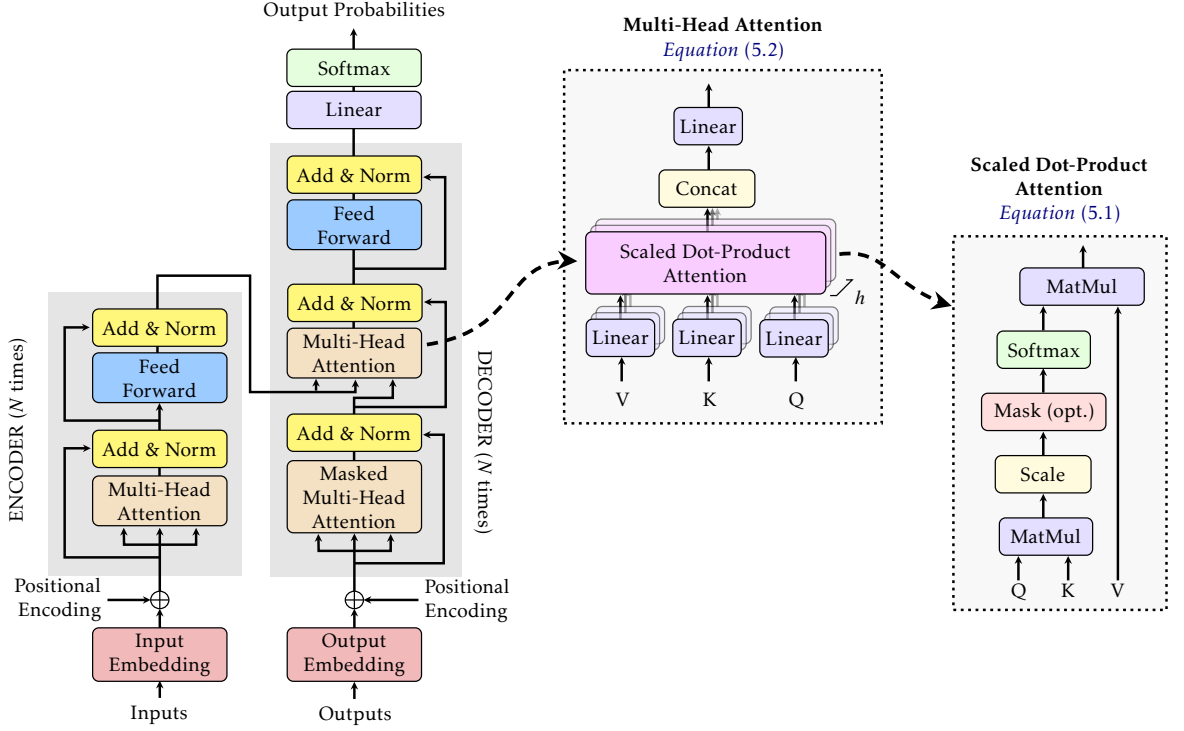 Output Probabilities
Softmax
Linear
Add & Norm
Feed
Forward
Add & Norm
Multi-Head
Attention
Add & Norm
Masked
Multi-Head
Attention
DECODER (N times)
Positional
Encoding
Output
Embedding
Outputs
ENCODER (N times)
Add & Norm
Feed
Forward
Add & Norm
Multi-Head
Attention
Positional
Encoding
Input
Embedding
Inputs
Multi-Head Attention
Equation (5.2)
Linear
Concat
Scaled Dot-Product
Attention
h
Linear
Linear
Linear
V
K
Q
Scaled Dot-Product
Attention
Equation (5.1)
MatMul
Softmax
Mask (opt.)
Scale
MatMul
Q
K
V